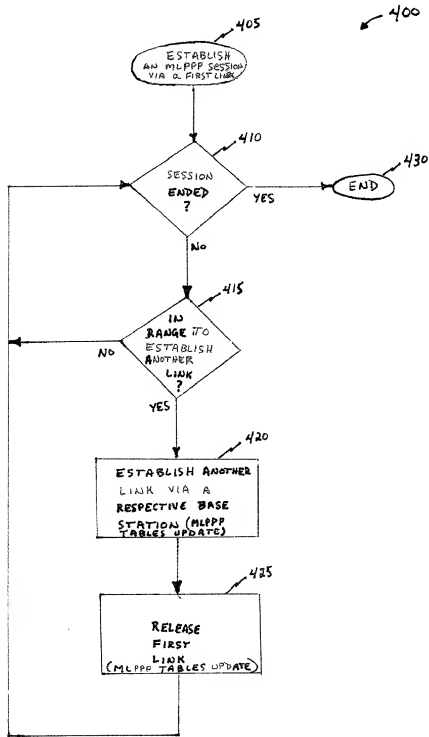 400
405
ESTABLISH
AN MLPPP SESSION
VIA A FIRST LINK
410
SESSION
ENDED
?
YES
430
END
NO
415
IN
RANGE TO
ESTABLISH
ANOTHER
LINK
?
NO
YES
420
ESTABLISH ANOTHER
LINK VIA A
RESPECTIVE BASE
STATION (MLPPP
TABLES UPDATE)
425
RELEASE
FIRST
LINK
(MLPPP TABLES UPDATE)